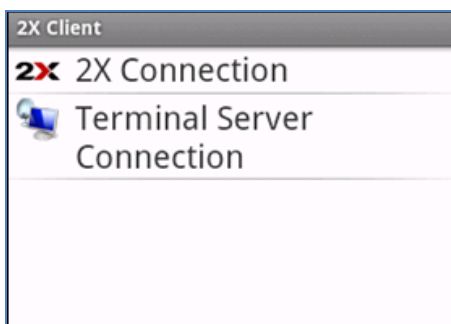 2X Client
2X 2X Connection
Terminal Server
Connection